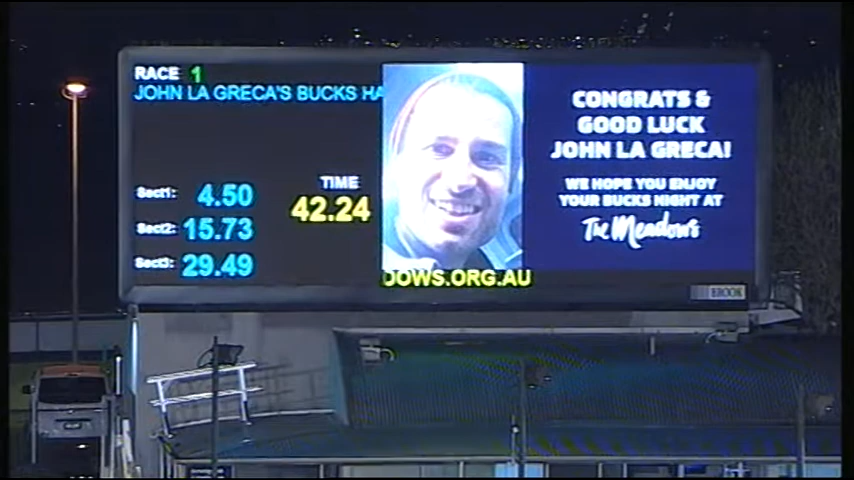 RACE 1
JOHN LA GRECA'S BUCKS HA
Sect1: 4.50
Sect2: 15.73
Sect3: 29.49
TIME
42.24
OWS.ORG.AU
CONGRATS &
GOOD LUCK
JOHN LA GRECA!
WE HOPE YOU ENJOY
YOUR BUCKS NIGHT AT
The Meadows
EBROOK